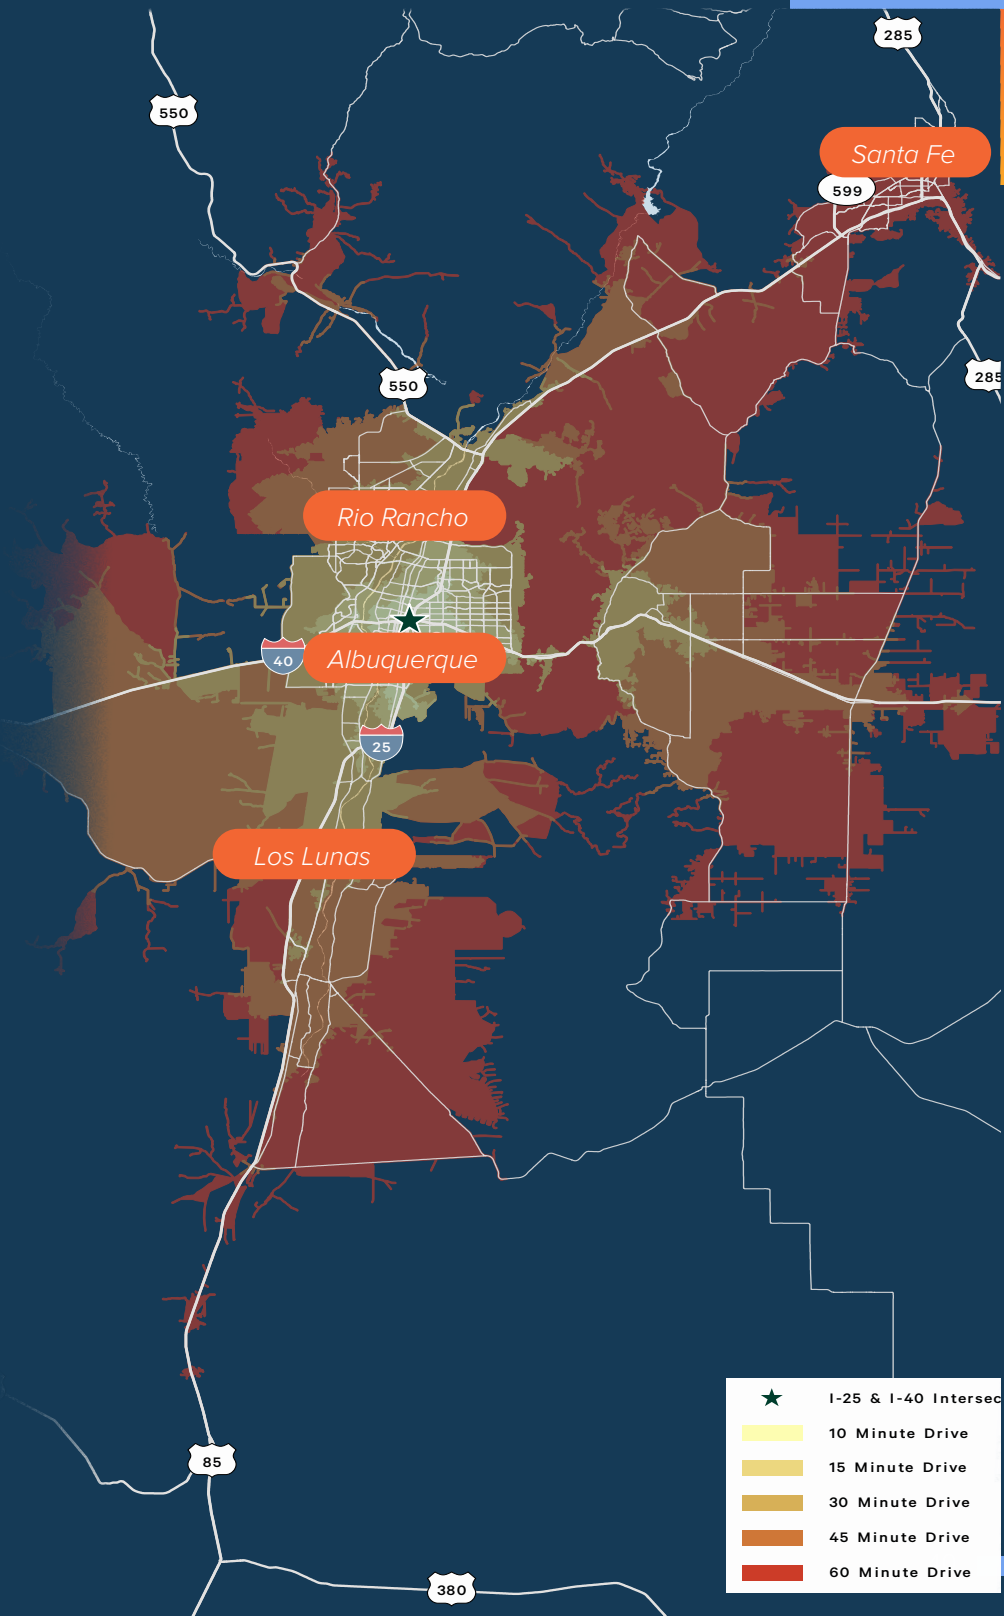 285
550
Santa Fe
599
550
285
Rio Rancho
40
Albuquerque
25
Los Lunas
I-25 & I-40 Intersec
10 Minute Drive
15 Minute Drive
85
30 Minute Drive
45 Minute Drive
60 Minute Drive
380